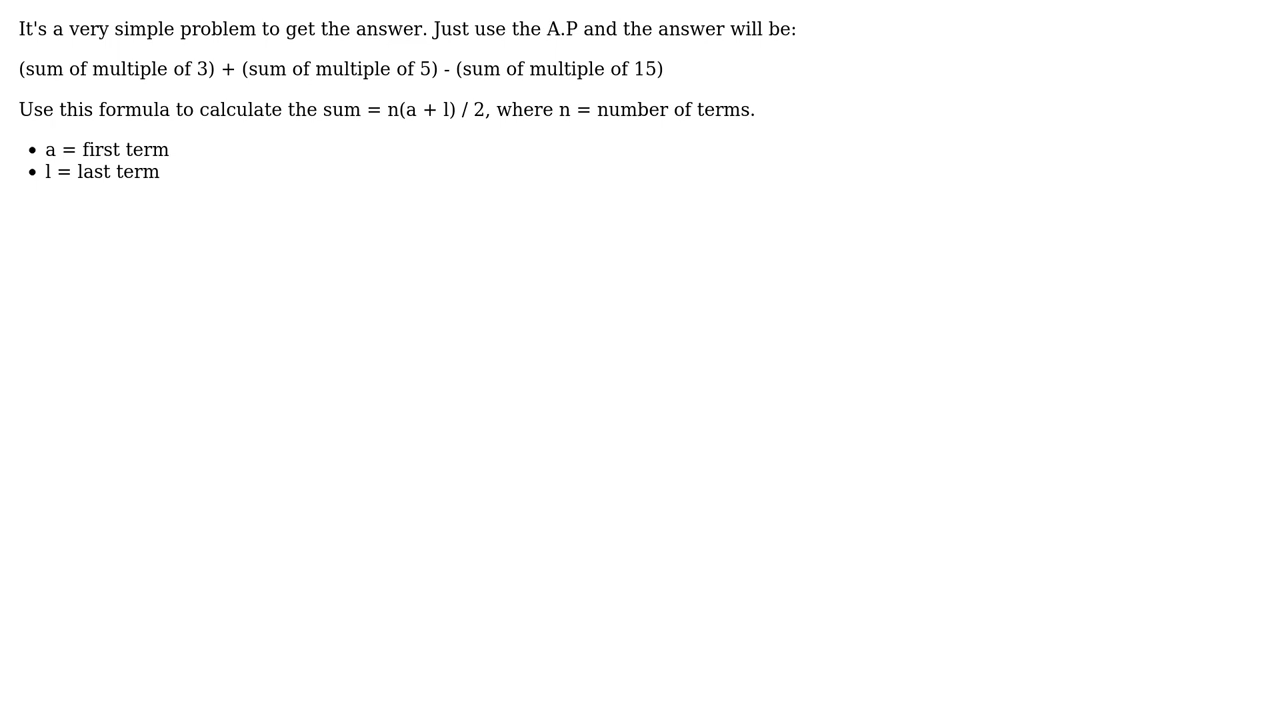 It's a very simple problem to get the answer. Just use the A.P and the answer will be:
(sum of multiple of 3) + (sum of multiple of 5) - (sum of multiple of 15)
Use this formula to calculate the sum = n(a + l) / 2, where n = number of terms.
• a = first term
• l = last term